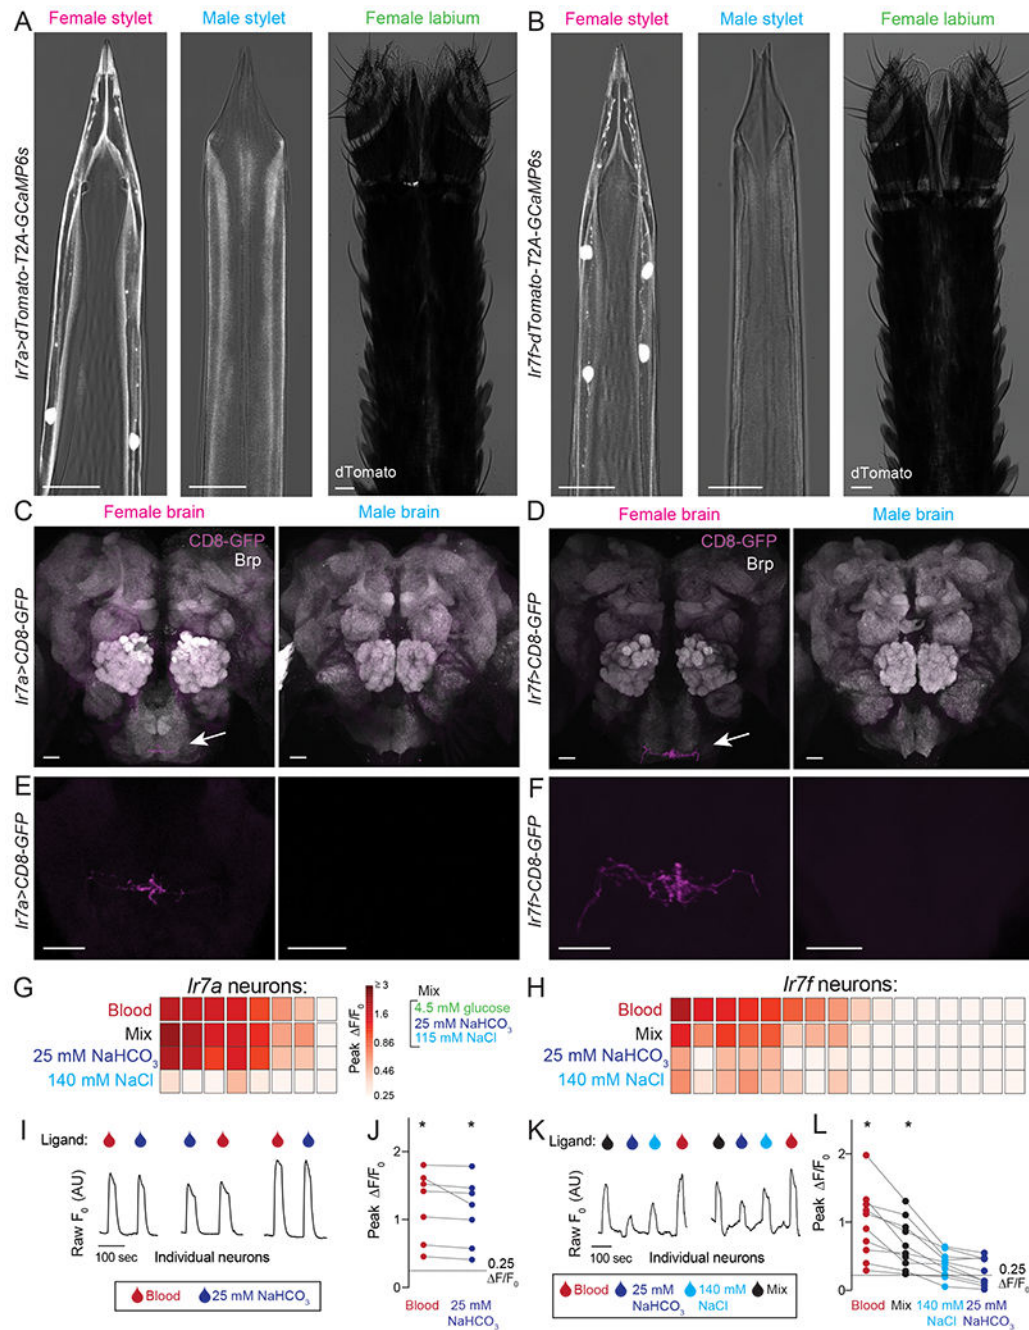 A
Female stylet
Male stylet
Female labium
Ir7a>dTomato-T2A-GCaMP6s
dTomato
B
Female stylet
Male stylet
Female labium
Ir7f>dTomato-T2A-GCaMP6s
dTomato
C
Female brain
Male brain
CD8-GFP
Brp
Ir7a>CD8-GFP
D
Female brain
Male brain
CD8-GFP
Brp
Ir7f>CD8-GFP
E
Ir7a>CD8-GFP
F
Ir7f>CD8-GFP
G
Ir7a neurons:
Blood
Mix
25 mM NaHCO₃
140 mM NaCl
Peak ΔF/F₀
≥3
1.6
0.86
0.46
0.25
Mix
4.5 mM glucose
25 mM NaHCO₃
115 mM NaCl
H
Ir7f neurons:
Blood
Mix
25 mM NaHCO₃
140 mM NaCl
I
Ligand:
Raw F₀ (AU)
100 sec
Individual neurons
Blood
25 mM NaHCO₃
J
* *
Peak ΔF/F₀
2
1
0
0.25
ΔF/F₀
Blood
25 mM
NaHCO₃
K
Ligand:
Raw F₀ (AU)
100 sec
Individual neurons
Blood
25 mM
NaHCO₃
140 mM
NaCl
Mix
L
* *
Peak ΔF/F₀
2
1
0
0.25
ΔF/F₀
Blood
Mix
140 mM
NaCl
25 mM
NaHCO₃